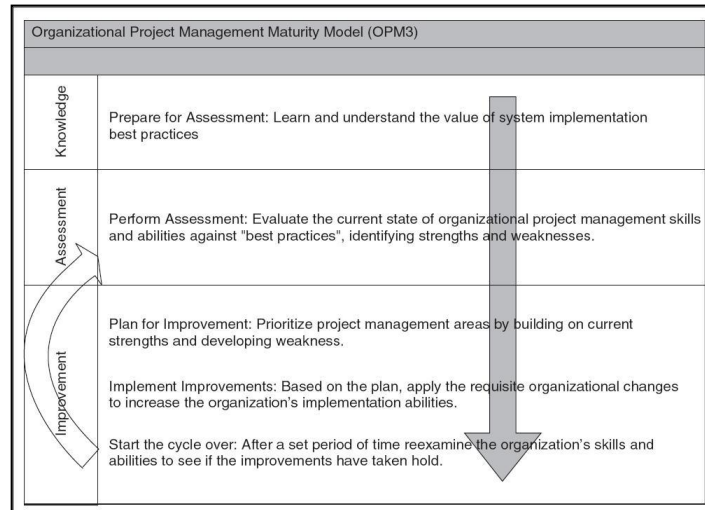 Organizational Project Management Maturity Model (OPM3)
Knowledge
Prepare for Assessment: Learn and understand the value of system implementation
best practices
Assessment
Perform Assessment: Evaluate the current state of organizational project management skills
and abilities against "best practices", identifying strengths and weaknesses.
Improvement
Plan for Improvement: Prioritize project management areas by building on current
strengths and developing weakness.
Implement Improvements: Based on the plan, apply the requisite organizational changes
to increase the organization’s implementation abilities.
Start the cycle over: After a set period of time reexamine the organization’s skills and
abilities to see if the improvements have taken hold.